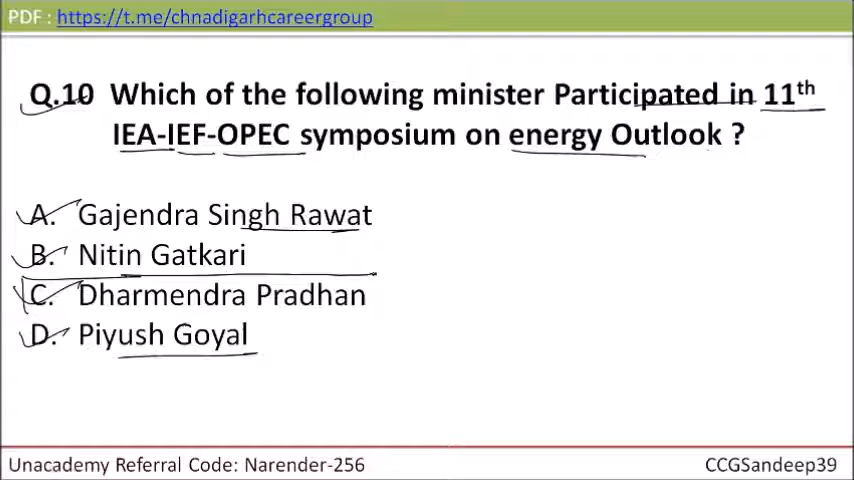 PDF : https://t.me/chnadigarhcareergroup
Q.10 Which of the following minister Participated in 11th
IEA-IEF-OPEC symposium on energy Outlook ?
A. Gajendra Singh Rawat
B. Nitin Gatkari
C. Dharmendra Pradhan
D. Piyush Goyal
Unacademy Referral Code: Narender-256
CCGSandeep39